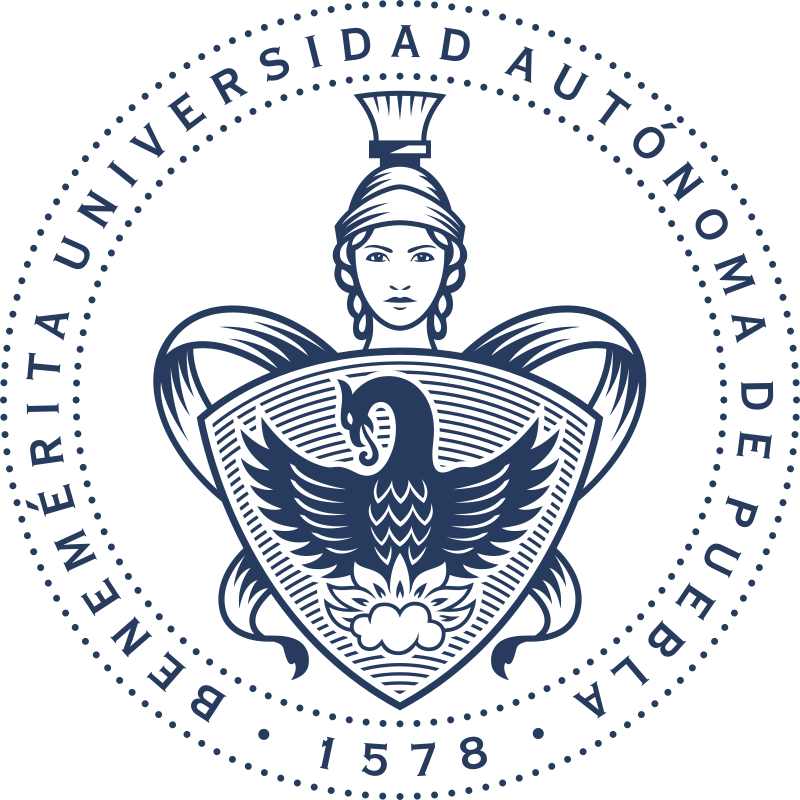 BENEMÉRITA UNIVERSIDAD AUTÓNOMA DE PUEBLA
• 1578 •